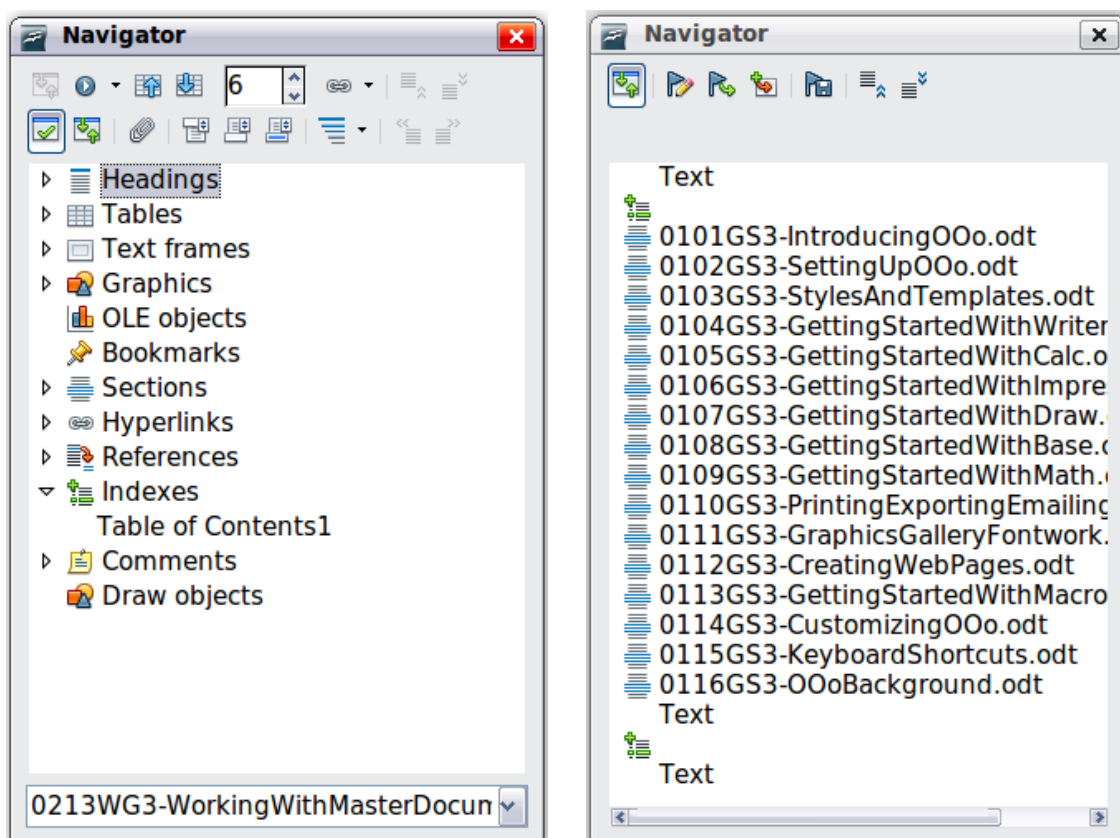 Navigator
6
Headings
Tables
Text frames
Graphics
OLE objects
Bookmarks
Sections
Hyperlinks
References
Indexes
Table of Contents1
Comments
Draw objects
0213WG3-WorkingWithMasterDocum
Navigator
Text
0101GS3-IntroducingOOo.odt
0102GS3-SettingUpOOo.odt
0103GS3-StylesAndTemplates.odt
0104GS3-GettingStartedWithWriter
0105GS3-GettingStartedWithCalc.o
0106GS3-GettingStartedWithImpre
0107GS3-GettingStartedWithDraw.
0108GS3-GettingStartedWithBase.o
0109GS3-GettingStartedWithMath.
0110GS3-PrintingExportingEmailing
0111GS3-GraphicsGalleryFontwork.
0112GS3-CreatingWebPages.odt
0113GS3-GettingStartedWithMacro
0114GS3-CustomizingOOo.odt
0115GS3-KeyboardShortcuts.odt
0116GS3-OOoBackground.odt
Text
Text